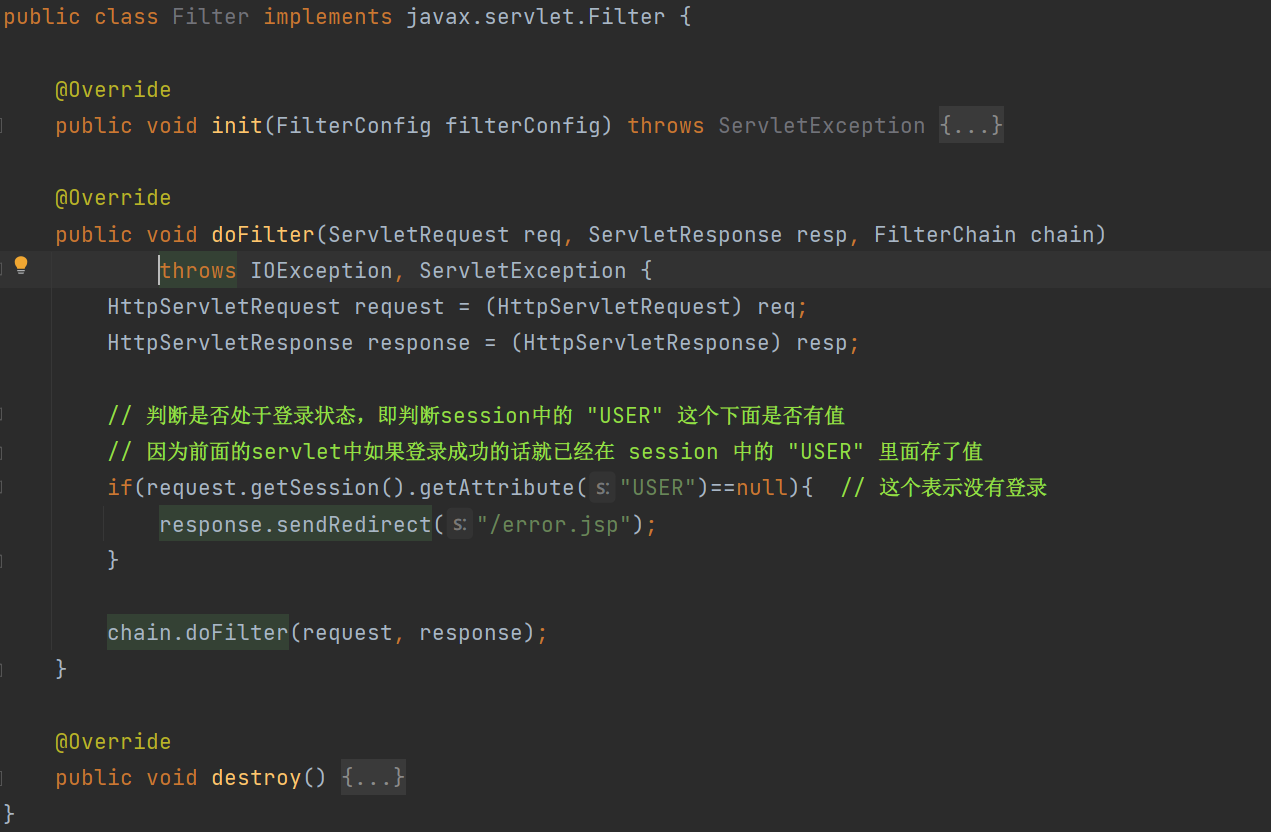 public class Filter implements javax.servlet.Filter {
@Override
public void init(FilterConfig filterConfig) throws ServletException {...}
@Override
public void doFilter(ServletRequest req, ServletResponse resp, FilterChain chain)
throws IOException, ServletException {
HttpServletRequest request = (HttpServletRequest) req;
HttpServletResponse response = (HttpServletResponse) resp;
// 判断是否处于登录状态，即判断session中的 "USER" 这个下面是否有值
// 因为前面的servlet中如果登录成功的话就已经在 session 中的 "USER" 里面存了值
if(request.getSession().getAttribute( s: "USER")==null){  // 这个表示没有登录
response.sendRedirect( s: "/error.jsp");
}
chain.doFilter(request, response);
}
@Override
public void destroy() {...}
}